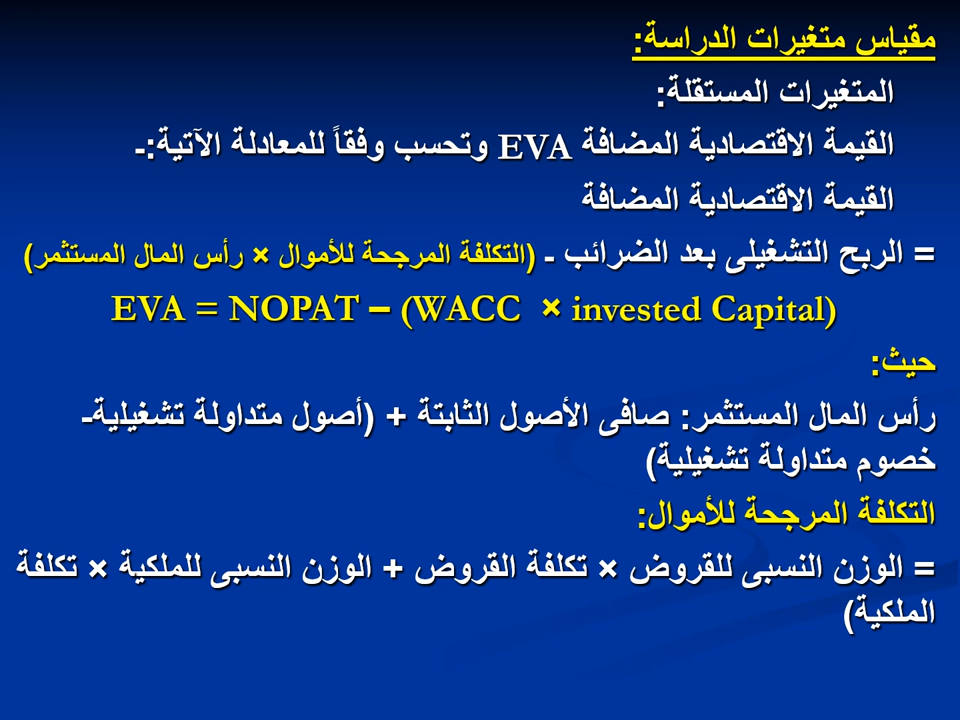 مقياس متغيرات الدراسة:
المتغيرات المستقلة:
القيمة الاقتصادية المضافة EVA وتحسب وفقاً للمعادلة الآتية:-
القيمة الاقتصادية المضافة
= الربح التشغيلى بعد الضرائب - (التكلفة المرجحة للأموال × رأس المال المستثمر)
EVA = NOPAT – (WACC × invested Capital)
حيث:
رأس المال المستثمر: صافى الأصول الثابتة + (أصول متداولة تشغيلية-
خصوم متداولة تشغيلية)
التكلفة المرجحة للأموال:
= الوزن النسبى للقروض × تكلفة القروض + الوزن النسبى للملكية × تكلفة
الملكية)